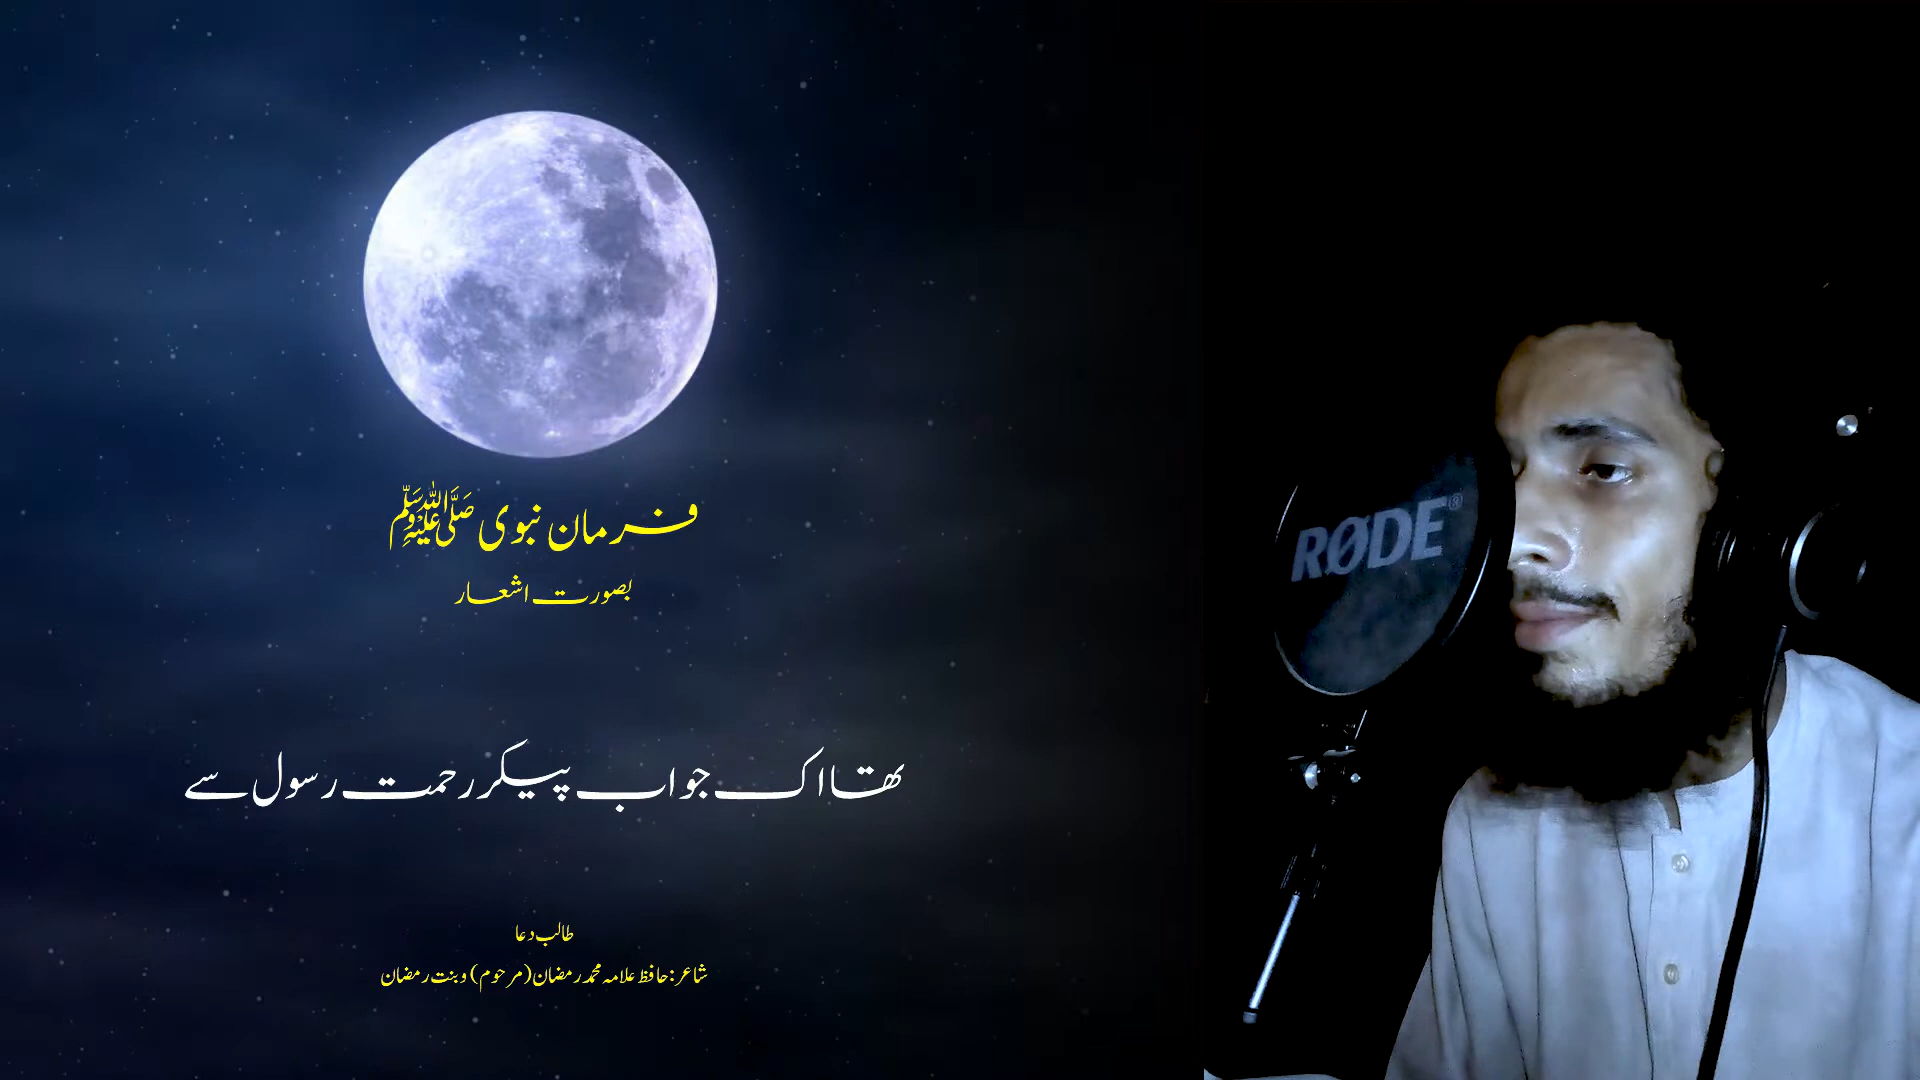 فرمان نبوی ﷺ
بصورت اشعار
تھا اک جواب پیکر رحمت رسول سے
طالب دعا
شاعر: حافظ علامہ محمد رمضان (مرحوم) و بنت رمضان
RØDE®